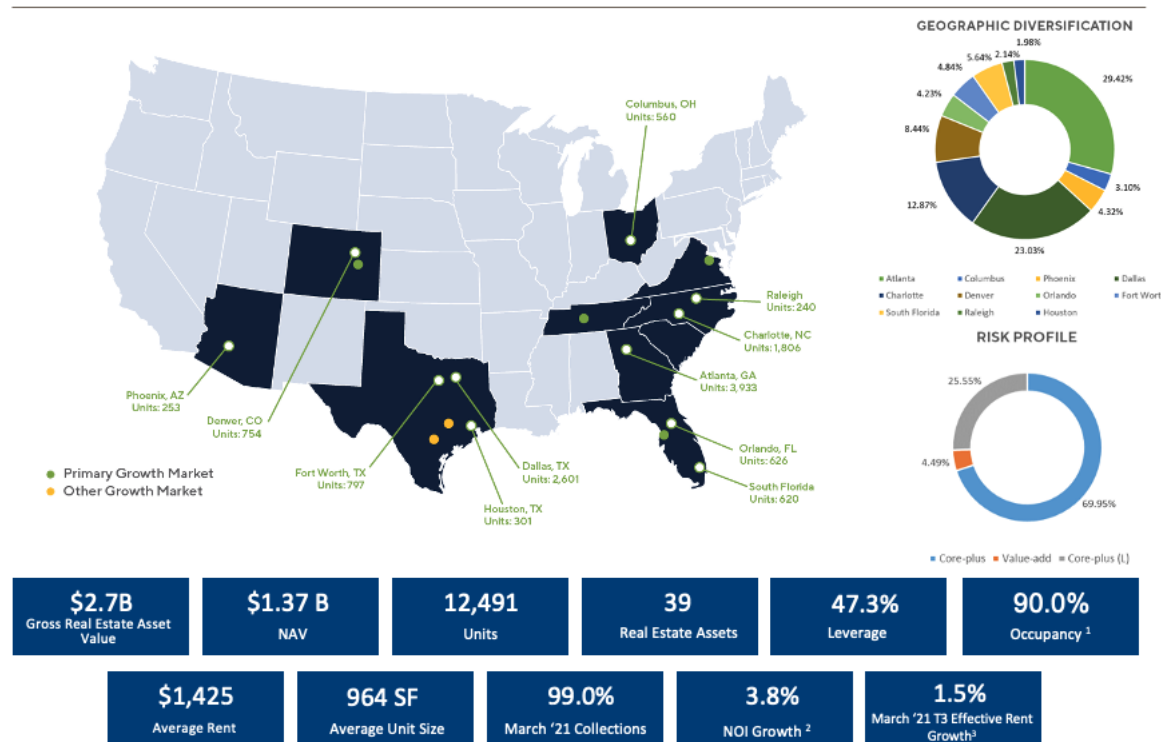 GEOGRAPHIC DIVERSIFICATION
1.98%
2.14%
5.64%
4.84%
4.23%
8.44%
12.87%
23.03%
4.32%
3.10%
29.42%
Atlanta
Columbus
Phoenix
Dallas
Charlotte
Denver
Orlando
Fort Wort
South Florida
Raleigh
Houston
Columbus, OH
Units: 560
Raleigh
Units: 240
Charlotte, NC
Units: 1,806
Atlanta, GA
Units: 3,933
Orlando, FL
Units: 626
South Florida
Units: 620
Phoenix, AZ
Units: 253
Denver, CO
Units: 754
Fort Worth, TX
Units: 797
Dallas, TX
Units: 2,601
Houston, TX
Units: 301
Primary Growth Market
Other Growth Market
RISK PROFILE
25.55%
4.49%
69.95%
Core-plus
Value-add
Core-plus (L)
$2.7B
Gross Real Estate Asset
Value
$1.37 B
NAV
12,491
Units
39
Real Estate Assets
47.3%
Leverage
90.0%
Occupancy 1
$1,425
Average Rent
964 SF
Average Unit Size
99.0%
March ‘21 Collections
3.8%
NOI Growth 2
1.5%
March ‘21 T3 Effective Rent
Growth3